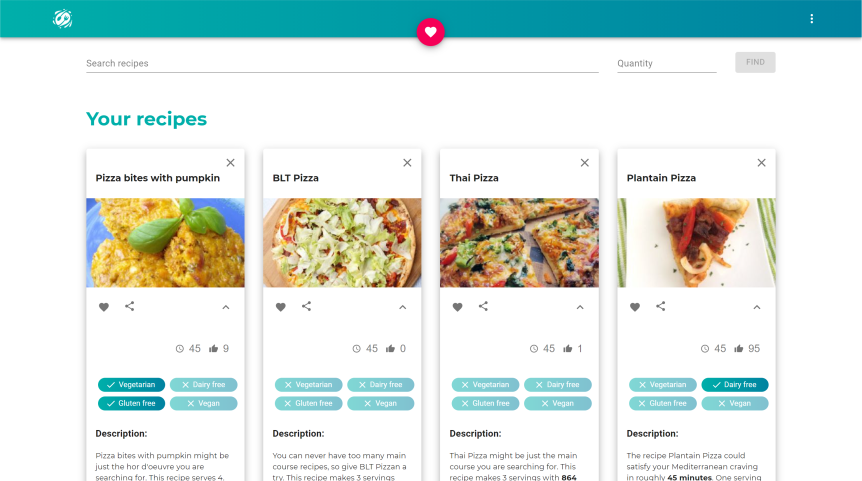 Search recipes
Quantity
FIND
Your recipes
Pizza bites with pumpkin
BLT Pizza
Thai Pizza
Plantain Pizza
45 9
45 0
45 1
45 95
Vegetarian Dairy free
Gluten free Vegan
Vegetarian Dairy free
Gluten free Vegan
Vegetarian Dairy free
Gluten free Vegan
Vegetarian Dairy free
Gluten free Vegan
Description:
Pizza bites with pumpkin might be
just the hor d'oeuvre you are
searching for. This recipe serves 4.
Description:
You can never have too many main
course recipes, so give BLT Pizzan a
try. This recipe makes 3 servings
Description:
Thai Pizza might be just the main
course you are searching for. This
recipe makes 3 servings with 864
Description:
The recipe Plantain Pizza could
satisfy your Mediterranean craving
in roughly 45 minutes. One serving